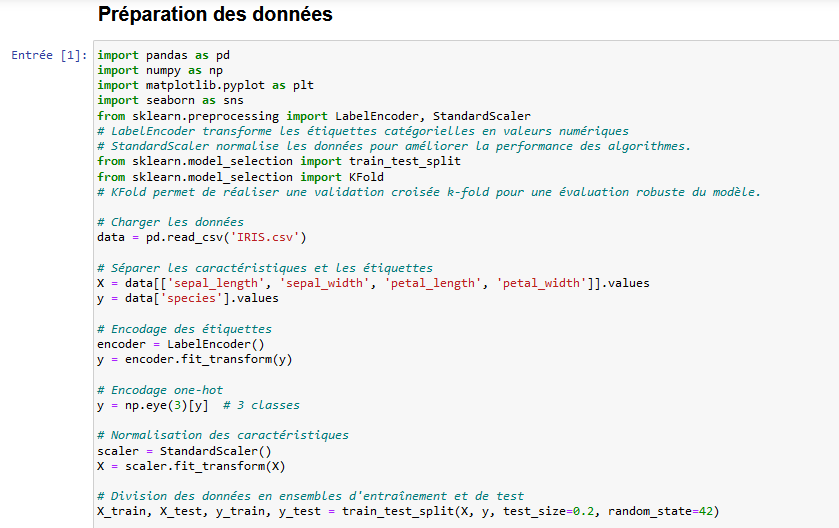 Préparation des données
Entrée [1]: import pandas as pd
import numpy as np
import matplotlib.pyplot as plt
import seaborn as sns
from sklearn.preprocessing import LabelEncoder, StandardScaler
# LabelEncoder transforme les étiquettes catégorielles en valeurs numériques
# StandardScaler normalise les données pour améliorer la performance des algorithmes.
from sklearn.model_selection import train_test_split
from sklearn.model_selection import KFold
# KFold permet de réaliser une validation croisée k-fold pour une évaluation robuste du modèle.

# Charger les données
data = pd.read_csv('IRIS.csv')

# Séparer les caractéristiques et les étiquettes
X = data[['sepal_length', 'sepal_width', 'petal_length', 'petal_width']].values
y = data['species'].values

# Encodage des étiquettes
encoder = LabelEncoder()
y = encoder.fit_transform(y)

# Encodage one-hot
y = np.eye(3)[y]  # 3 classes

# Normalisation des caractéristiques
scaler = StandardScaler()
X = scaler.fit_transform(X)

# Division des données en ensembles d'entraînement et de test
X_train, X_test, y_train, y_test = train_test_split(X, y, test_size=0.2, random_state=42)